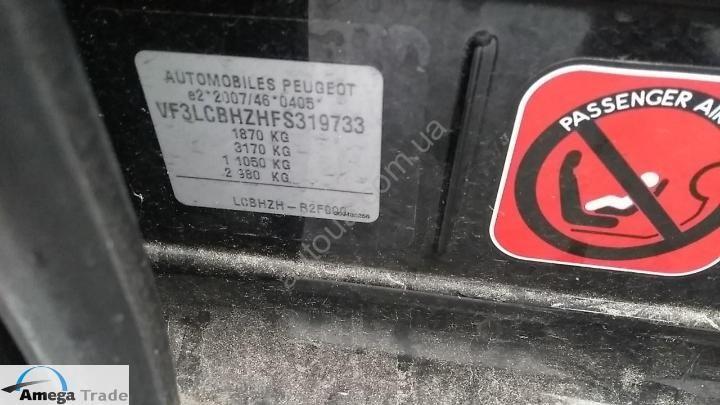 AUTOMOBILES PEUGEOT
e2*2007/46*0405*
VF3LCBHZHFS319733
1870 KG
3170 KG
1 1050 KG
2 980 KG
LCBHZH - R2F000
PASSENGER AIR
Amega Trade